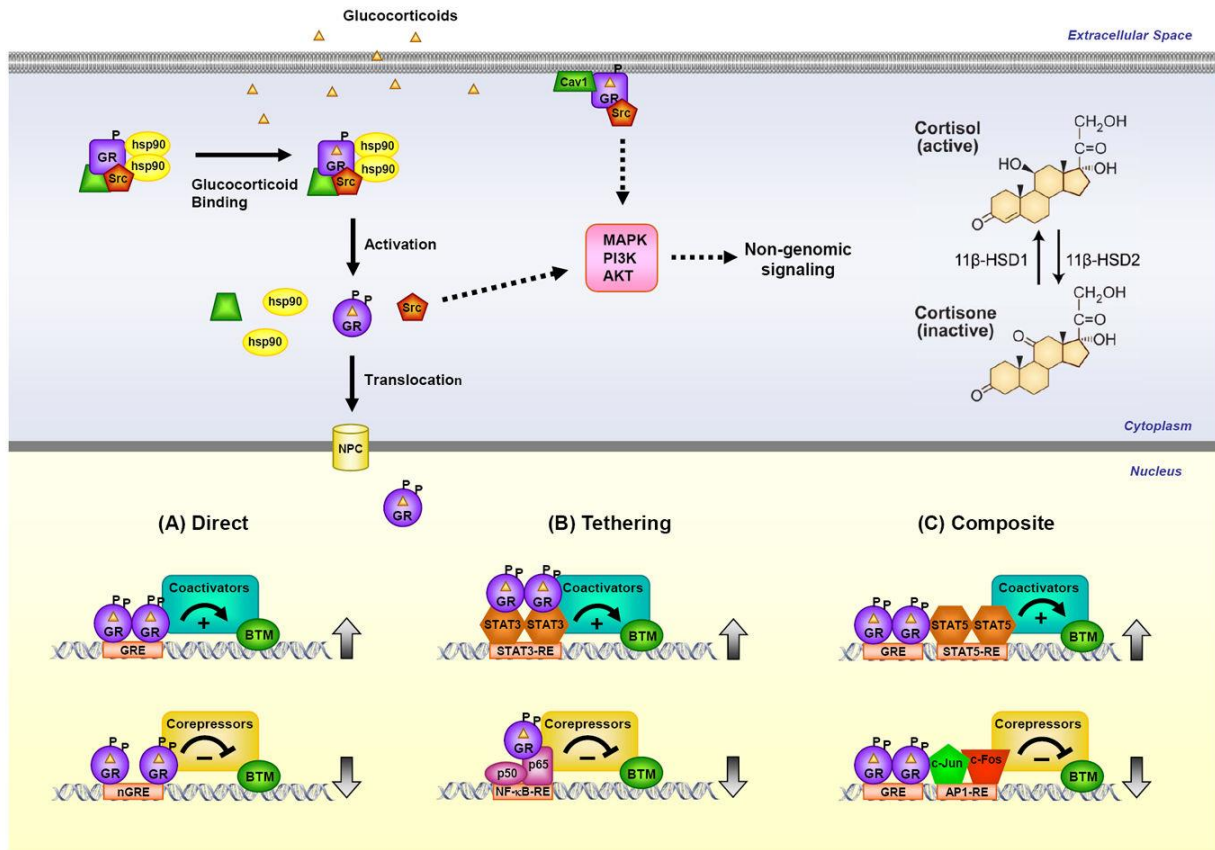 Glucocorticoids
Extracellular Space
P
Cav1
GR
Src
P
GR
hsp90
hsp90
Src
Glucocorticoid
Binding
P
GR
hsp90
hsp90
Src
Cortisol
(active)
CH₂OH
C=O
HO
OH
O
11β-HSD1
11β-HSD2
Activation
MAPK
PI3K
AKT
Non-genomic
signaling
hsp90
hsp90
P P
GR
Src
Cortisone
(inactive)
CH₂OH
C=O
O
OH
O
Translocation
NPC
Cytoplasm
Nucleus
P P
GR
(A) Direct
(B) Tethering
(C) Composite
P P
GR GR
Coactivators
+
BTM
GRE
P P
GR GR
STAT3 STAT3
Coactivators
+
BTM
STAT3-RE
P P
GR GR
STAT5 STAT5
Coactivators
+
BTM
GRE
STAT5-RE
P P
GR
P P
GR
Corepressors
−
BTM
nGRE
P P
GR
p50
p65
Corepressors
−
BTM
NF-κB-RE
P P
GR GR
c-Jun
c-Fos
Corepressors
−
BTM
GRE
AP1-RE